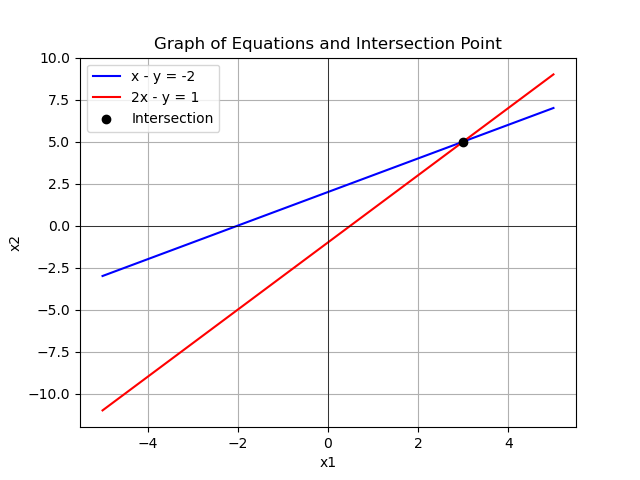 Graph of Equations and Intersection Point
x - y = -2
2x - y = 1
Intersection
10.0
7.5
5.0
2.5
0.0
−2.5
−5.0
−7.5
−10.0
x2
−4 −2 0 2 4
x1